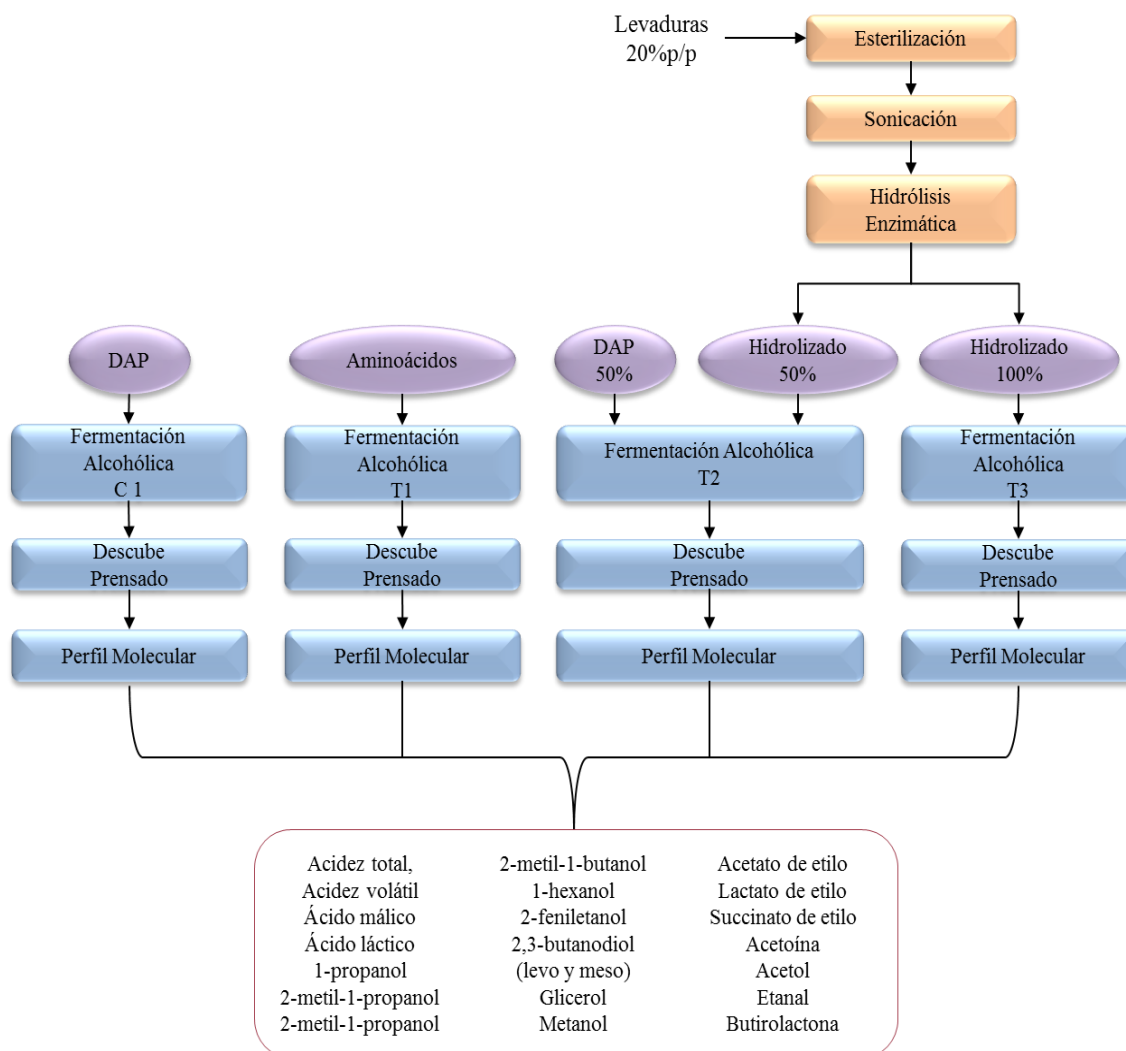 Levaduras
20%p/p
Esterilización
Sonicación
Hidrólisis
Enzimática
DAP
Aminoácidos
DAP
50%
Hidrolizado
50%
Hidrolizado
100%
Fermentación
Alcohólica
C 1
Fermentación
Alcohólica
T1
Fermentación Alcohólica
T2
Fermentación
Alcohólica
T3
Descube
Prensado
Descube
Prensado
Descube
Prensado
Descube
Prensado
Perfil Molecular
Perfil Molecular
Perfil Molecular
Perfil Molecular
Acidez total,
Acidez volátil
Ácido málico
Ácido láctico
1-propanol
2-metil-1-propanol
2-metil-1-propanol
2-metil-1-butanol
1-hexanol
2-feniletanol
2,3-butanodiol
(levo y meso)
Glicerol
Metanol
Acetato de etilo
Lactato de etilo
Succinato de etilo
Acetoína
Acetol
Etanal
Butirolactona